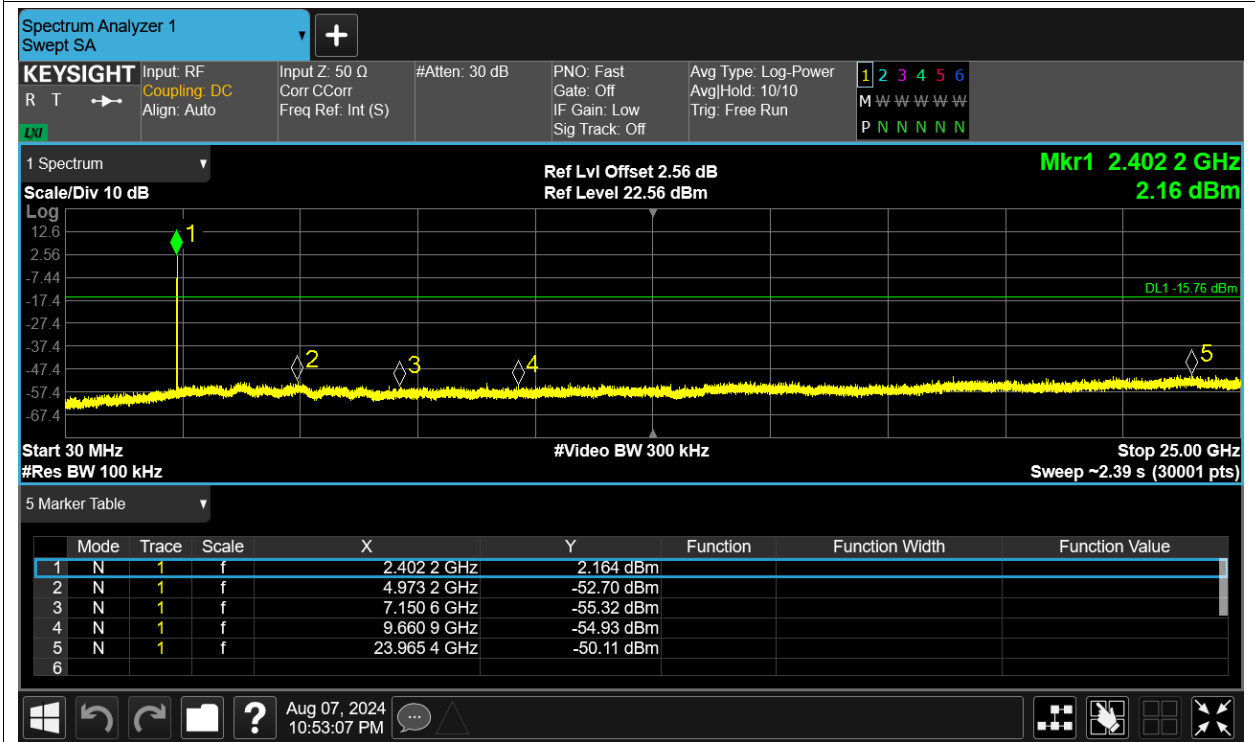 Spectrum Analyzer 1
Swept SA
KEYSIGHT
R T
LXI
Input: RF
Coupling: DC
Align: Auto
Input Z: 50 Ω
Corr CCorr
Freq Ref: Int (S)
#Atten: 30 dB
PNO: Fast
Gate: Off
IF Gain: Low
Sig Track: Off
Avg Type: Log-Power
Avg|Hold: 10/10
Trig: Free Run
1 2 3 4 5 6
M W W W W W
P N N N N N
1 Spectrum
Scale/Div 10 dB
Ref Lvl Offset 2.56 dB
Ref Level 22.56 dBm
Mkr1 2.402 2 GHz
2.16 dBm
Log
12.6
2.56
-7.44
-17.4
-27.4
-37.4
-47.4
-57.4
-67.4
1
2
3
4
5
DL1 -15.76 dBm
Start 30 MHz
#Res BW 100 kHz
#Video BW 300 kHz
Stop 25.00 GHz
Sweep ~2.39 s (30001 pts)
5 Marker Table
Mode Trace Scale X Y Function Function Width Function Value
1 N 1 f 2.402 2 GHz 2.164 dBm
2 N 1 f 4.973 2 GHz -52.70 dBm
3 N 1 f 7.150 6 GHz -55.32 dBm
4 N 1 f 9.660 9 GHz -54.93 dBm
5 N 1 f 23.965 4 GHz -50.11 dBm
6
?
Aug 07, 2024
10:53:07 PM